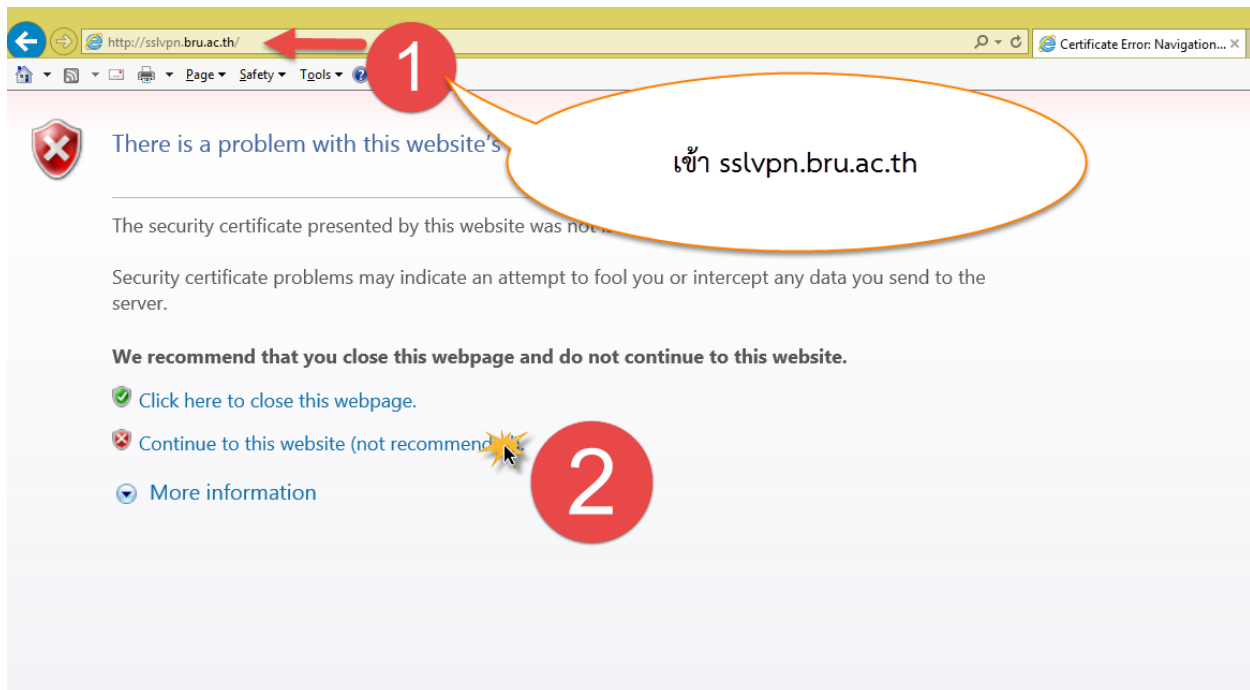 http://sslvpn.bru.ac.th/
Certificate Error: Navigation...
Page Safety Tools
1
There is a problem with this website's
เข้า sslvpn.bru.ac.th
The security certificate presented by this website was not
Security certificate problems may indicate an attempt to fool you or intercept any data you send to the
server.
We recommend that you close this webpage and do not continue to this website.
Click here to close this webpage.
Continue to this website (not recommend
2
More information